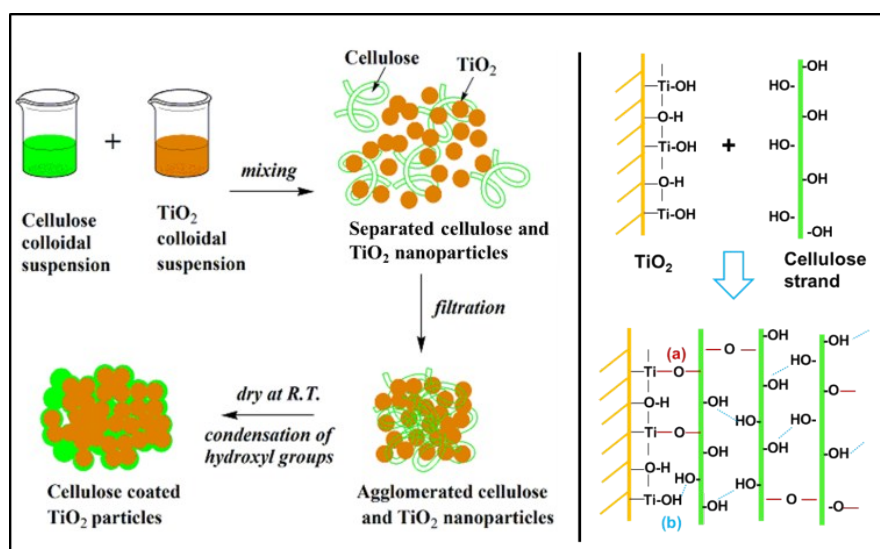 Cellulose
TiO2
+
mixing
Cellulose
colloidal
suspension
TiO2
colloidal
suspension
Separated cellulose and
TiO2 nanoparticles
filtration
dry at R.T.
condensation of
hydroxyl groups
Cellulose coated
TiO2 particles
Agglomerated cellulose
and TiO2 nanoparticles
Ti-OH
O-H
Ti-OH
O-H
Ti-OH
TiO2
+
-OH
HO-
-OH
HO-
-OH
HO-
-OH
Cellulose
strand
(a)
Ti-O
O-H
Ti-O
O-H
Ti-OH
(b)
HO-
O
-OH
HO-
-OH
HO-
-OH
-OH
HO-
-OH
HO-
-OH
O
-OH
-O
-OH
-O